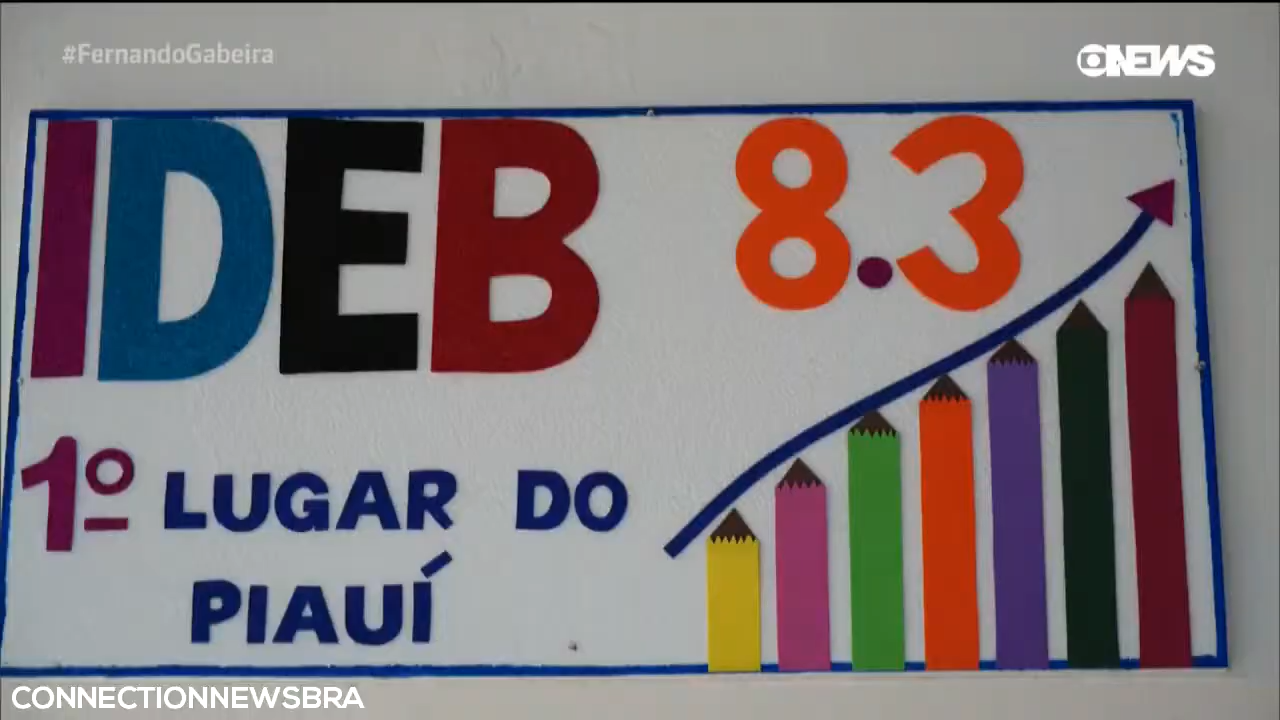 #FernandoGabeira
GNEWS
IDEB 8.3
1º LUGAR DO
PIAUÍ
CONNECTIONNEWSBRA